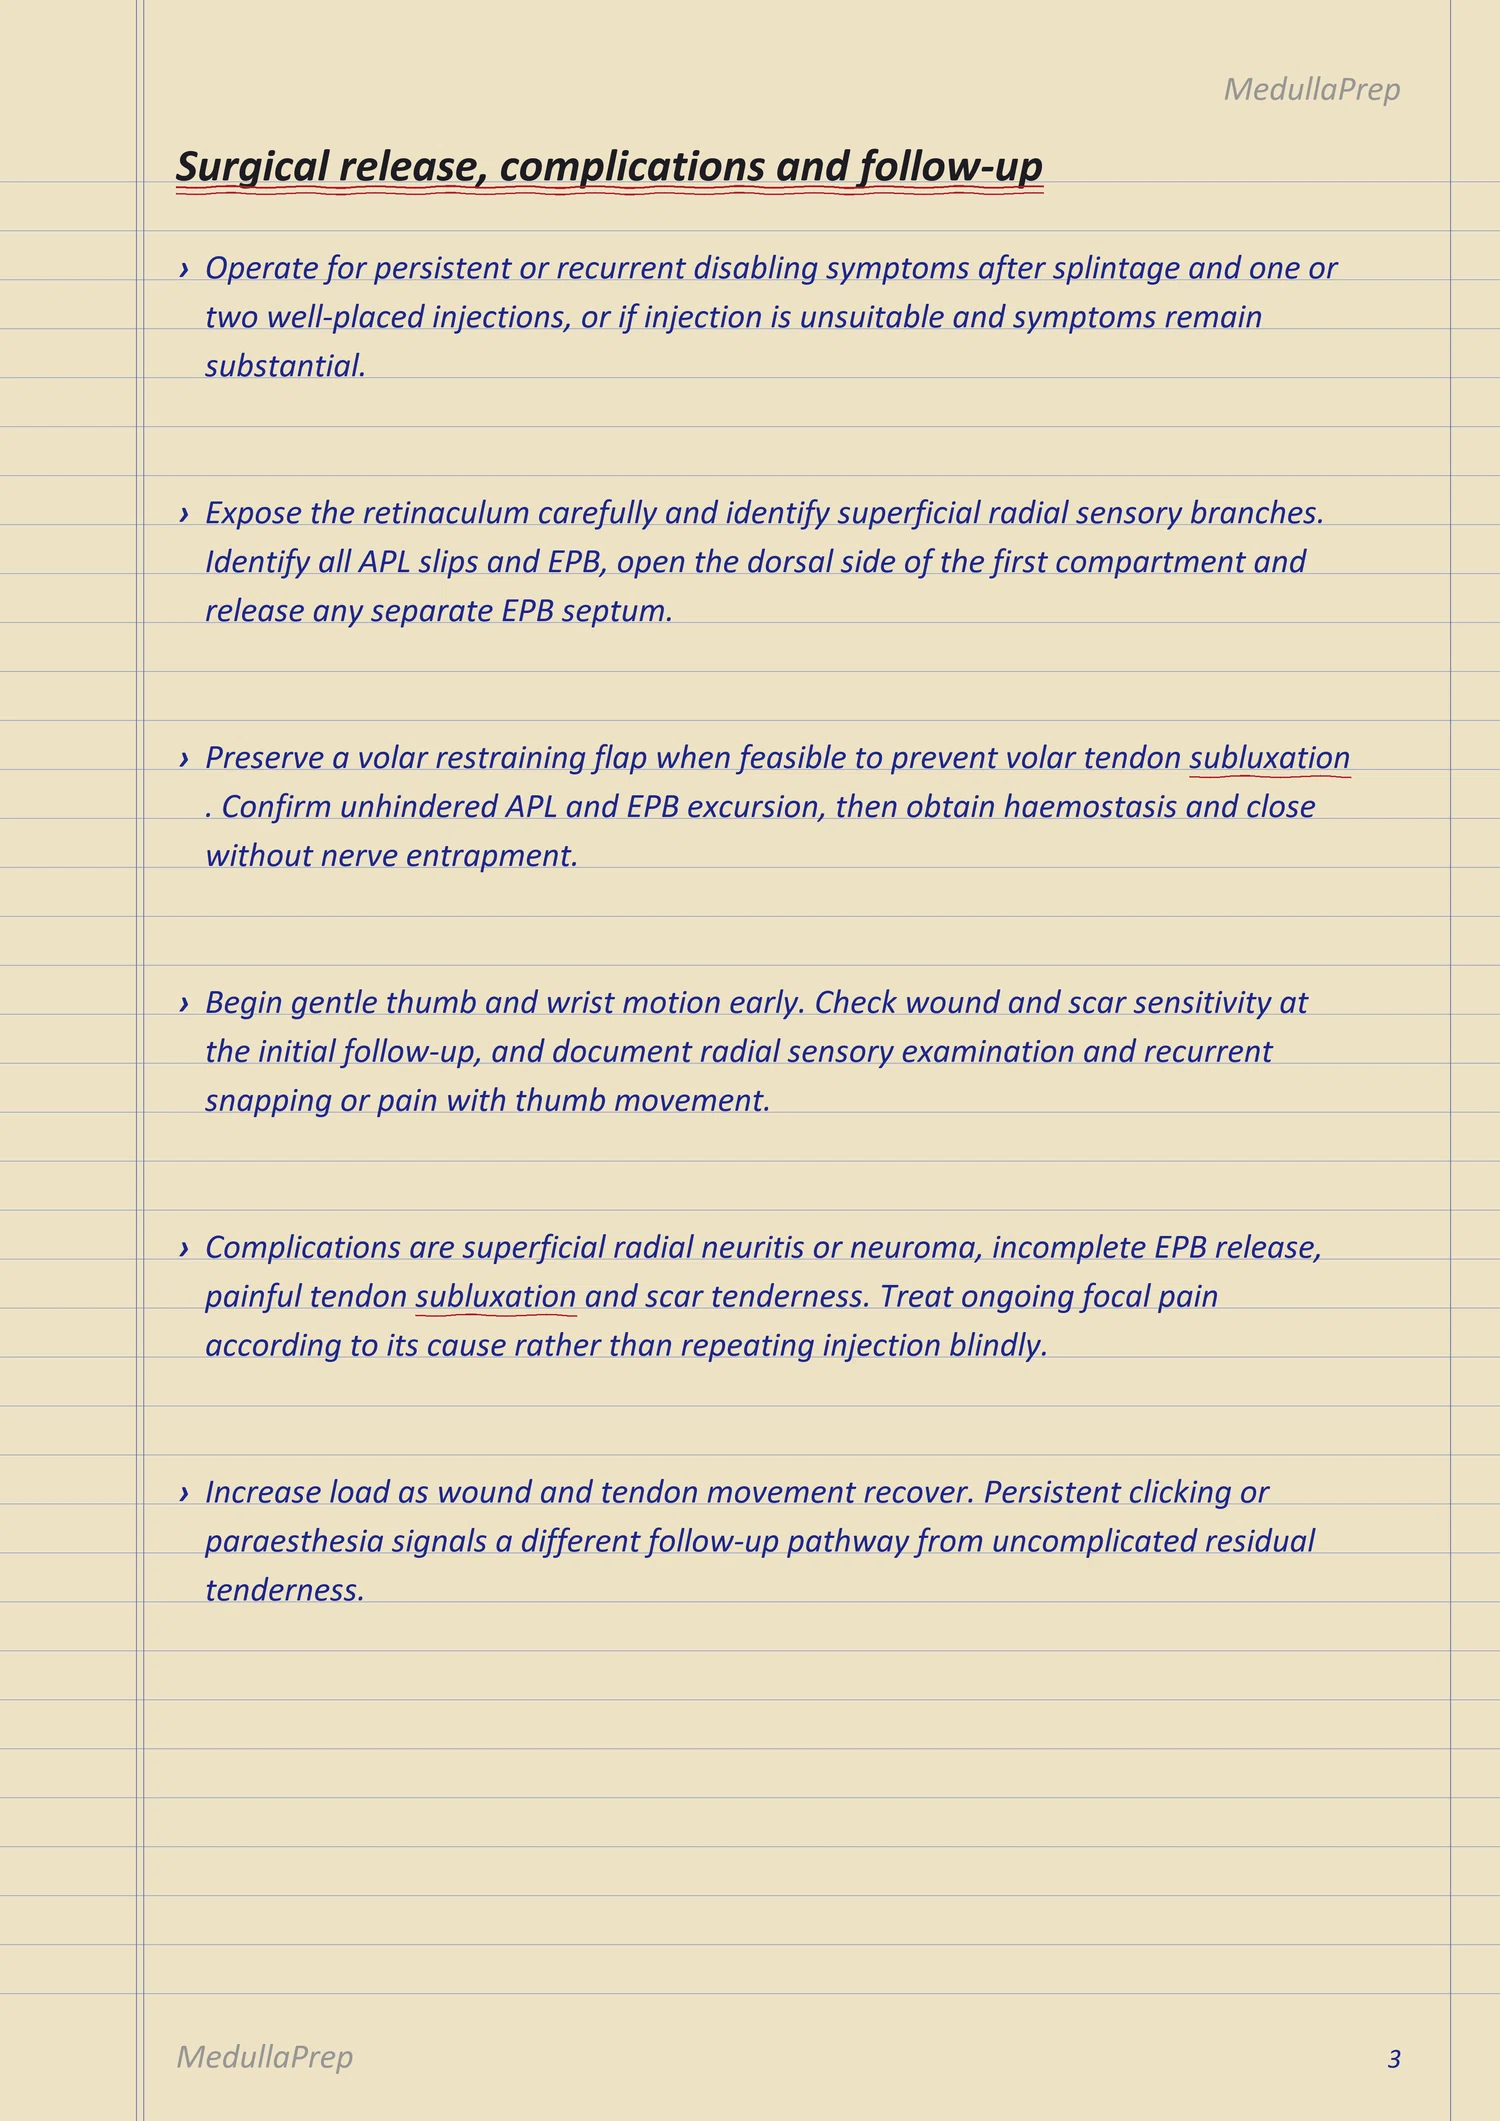 MedullaPrep
Surgical release, complications and follow-up
› Operate for persistent or recurrent disabling symptoms after splintage and one or
two well-placed injections, or if injection is unsuitable and symptoms remain
substantial.
› Expose the retinaculum carefully and identify superficial radial sensory branches.
Identify all APL slips and EPB, open the dorsal side of the first compartment and
release any separate EPB septum.
› Preserve a volar restraining flap when feasible to prevent volar tendon subluxation
. Confirm unhindered APL and EPB excursion, then obtain haemostasis and close
without nerve entrapment.
› Begin gentle thumb and wrist motion early. Check wound and scar sensitivity at
the initial follow-up, and document radial sensory examination and recurrent
snapping or pain with thumb movement.
› Complications are superficial radial neuritis or neuroma, incomplete EPB release,
painful tendon subluxation and scar tenderness. Treat ongoing focal pain
according to its cause rather than repeating injection blindly.
› Increase load as wound and tendon movement recover. Persistent clicking or
paraesthesia signals a different follow-up pathway from uncomplicated residual
tenderness.
MedullaPrep
3